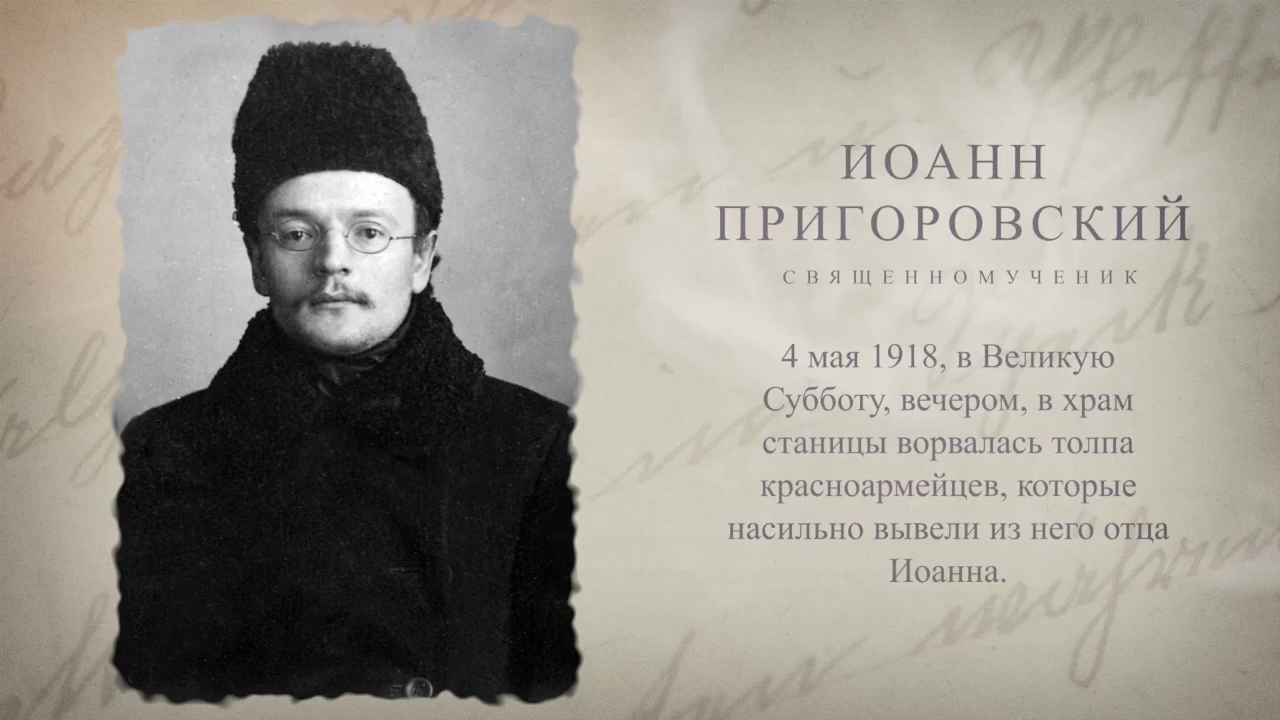 ИОАНН
ПРИГОРОВСКИЙ
СВЯЩЕННОМУЧЕНИК
4 мая 1918, в Великую
Субботу, вечером, в храм
станицы ворвалась толпа
красноармейцев, которые
насильно вывели из него отца
Иоанна.